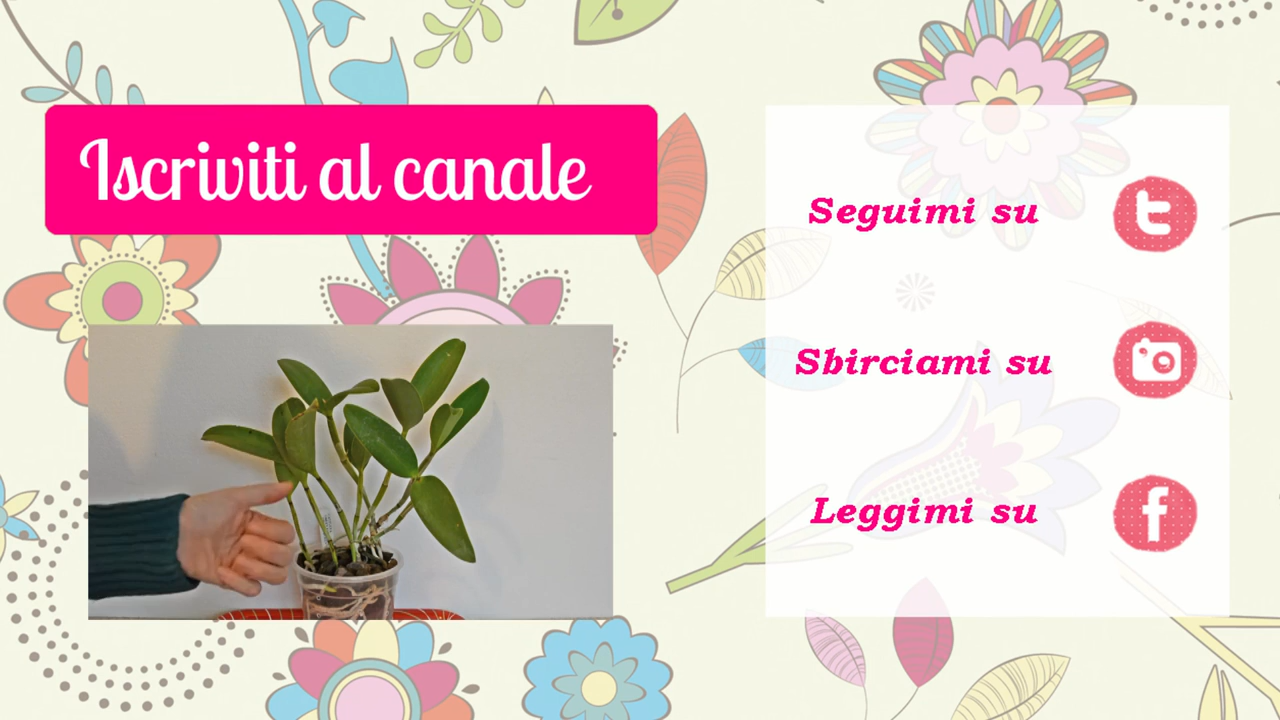 Iscriviti al canale
Seguimi su
Sbirciami su
Leggimi su